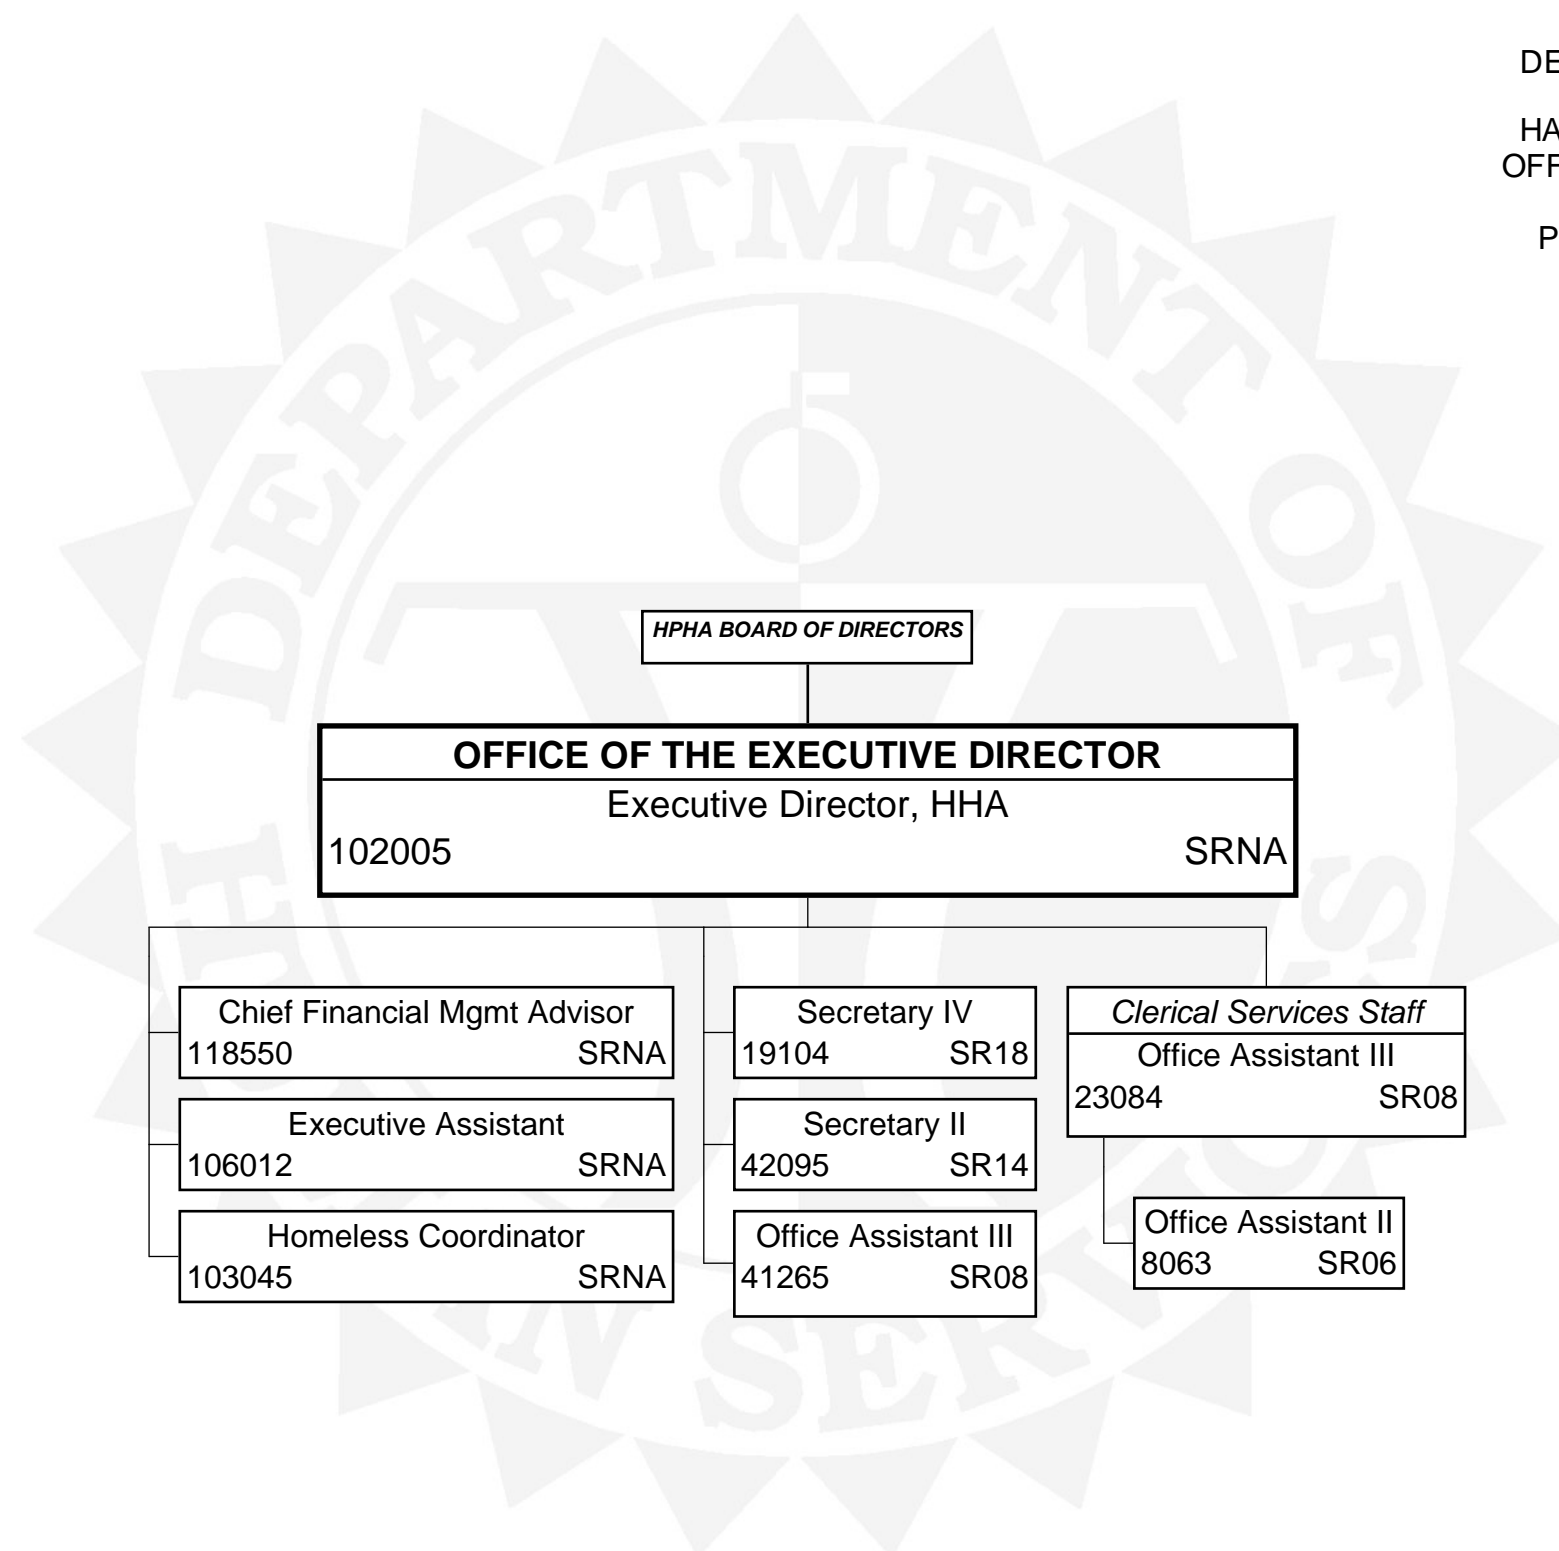 DE
HA
OFF
P
DEPARTMENT OF
SERV
HPHA BOARD OF DIRECTORS
OFFICE OF THE EXECUTIVE DIRECTOR
Executive Director, HHA
102005 SRNA
Chief Financial Mgmt Advisor
118550 SRNA
Executive Assistant
106012 SRNA
Homeless Coordinator
103045 SRNA
Secretary IV
19104 SR18
Secretary II
42095 SR14
Office Assistant III
41265 SR08
Clerical Services Staff
Office Assistant III
23084 SR08
Office Assistant II
8063 SR06